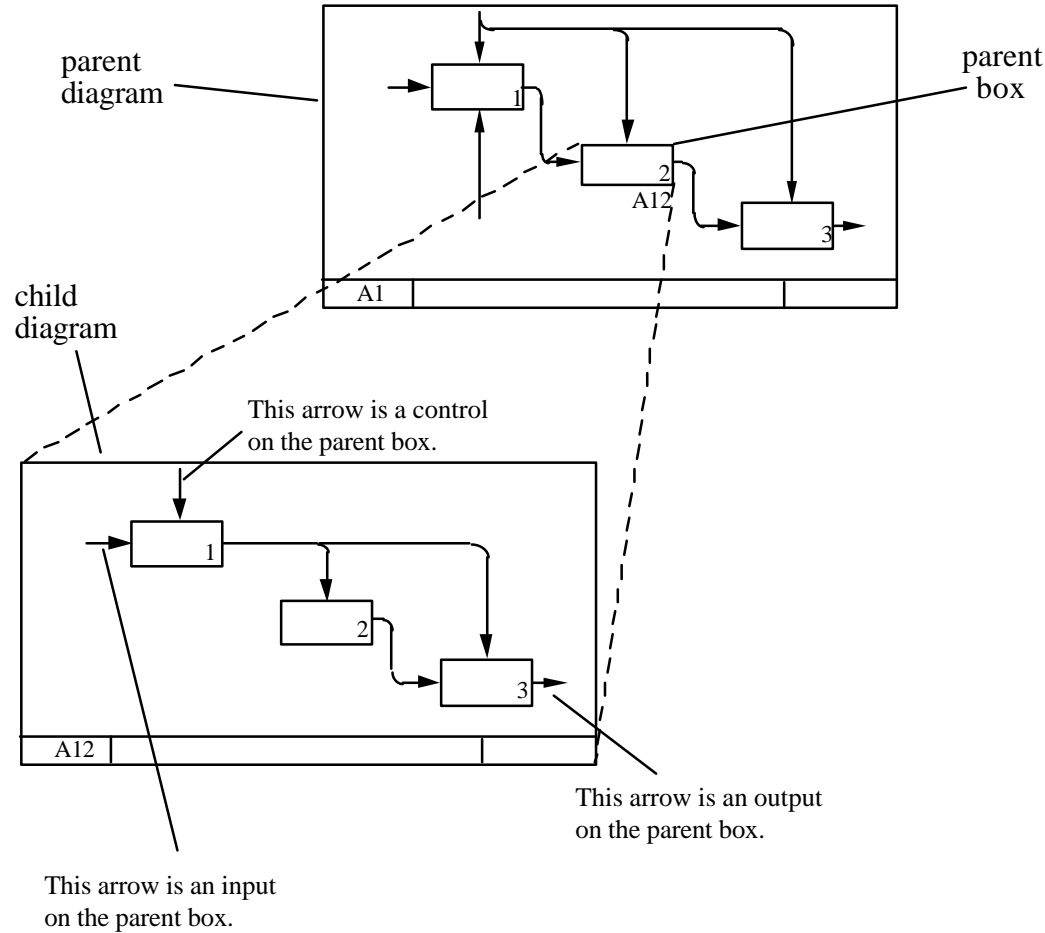 parent
diagram
parent
box
1
2
A12
3
A1
child
diagram
This arrow is a control
on the parent box.
1
2
3
A12
This arrow is an output
on the parent box.
This arrow is an input
on the parent box.